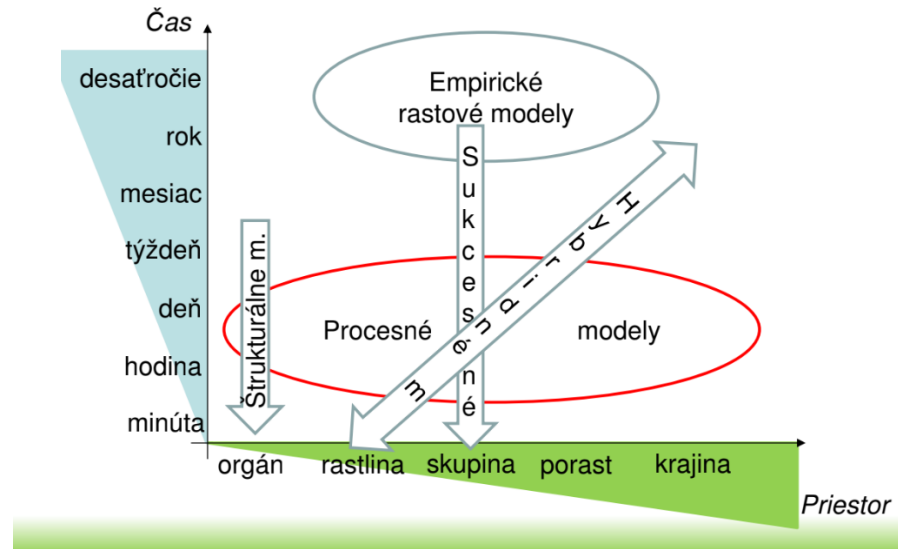 Čas
desaťročie
rok
mesiac
týždeň
deň
hodina
minúta
Empirické
rastové modely
Sukcesné
Hybridné m
Štrukturálne m.
Procesné modely
orgán rastlina skupina porast krajina
Priestor